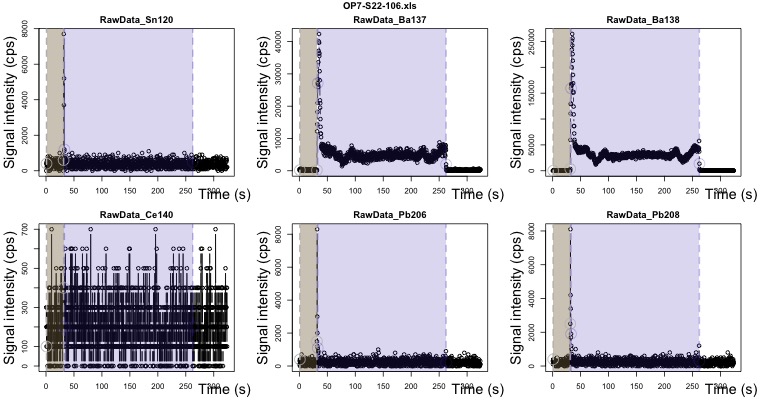 OP7-S22-106.xls
RawData_Sn120 RawData_Ba137 RawData_Ba138
Signal intensity (cps) 0 2000 4000 6000 8000
0 50 100 150 200 250 Time (s)
Signal intensity (cps) 0 10000 20000 30000 40000
0 50 100 150 200 250 Time (s)
Signal intensity (cps) 0 50000 150000 250000
0 50 100 150 200 250 Time (s)
RawData_Ce140 RawData_Pb206 RawData_Pb208
Signal intensity (cps) 0 100 300 500 700
0 50 100 150 200 250 Time (s)
Signal intensity (cps) 0 2000 4000 6000 8000
0 50 100 150 200 250 Time (s)
Signal intensity (cps) 0 2000 4000 6000 8000
0 50 100 150 200 250 Time (s)